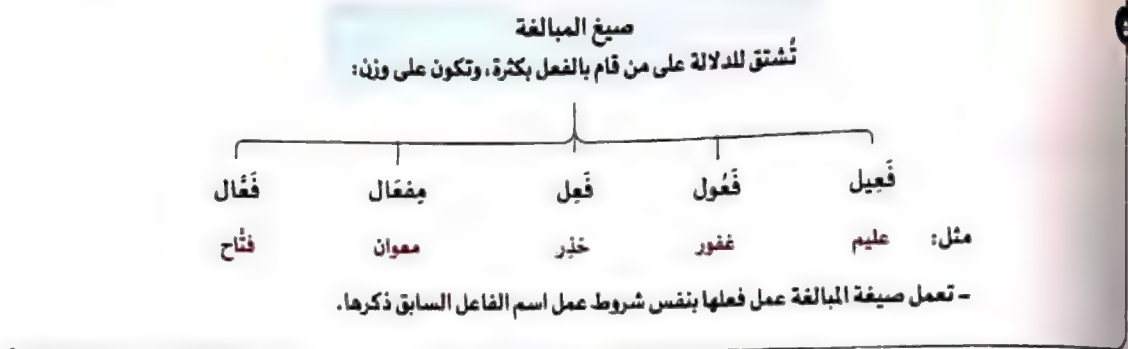 صيغ المبالغة
تُشتق للدلالة على من قام بالفعل بكثرة، وتكون على وزن:
فَعِيل فَعُول فَعِل مِفعَال فَعَّال
مثل: عليم غفور حَذِر معوان فتَّاح
- تعمل صيغة المبالغة عمل فعلها بنفس شروط عمل اسم الفاعل السابق ذكرها.